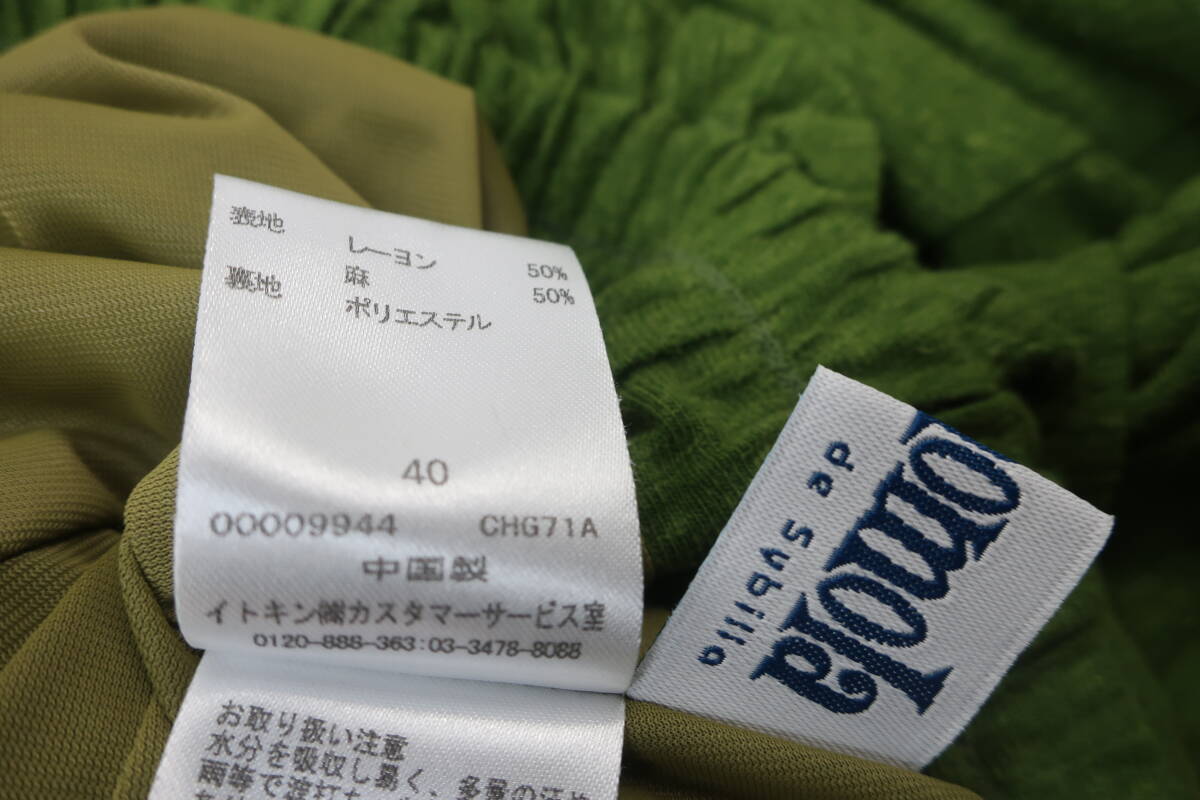 表地
レーヨン 50%
麻 50%
裏地
ポリエステル
40
00009944 CHG71A
中国製
イトキン㈱カスタマーサービス室
0120-888-363:03-3478-8088
お取り扱い注意
水分を吸収し易く、多量の汗や
雨等で
de Sybilla